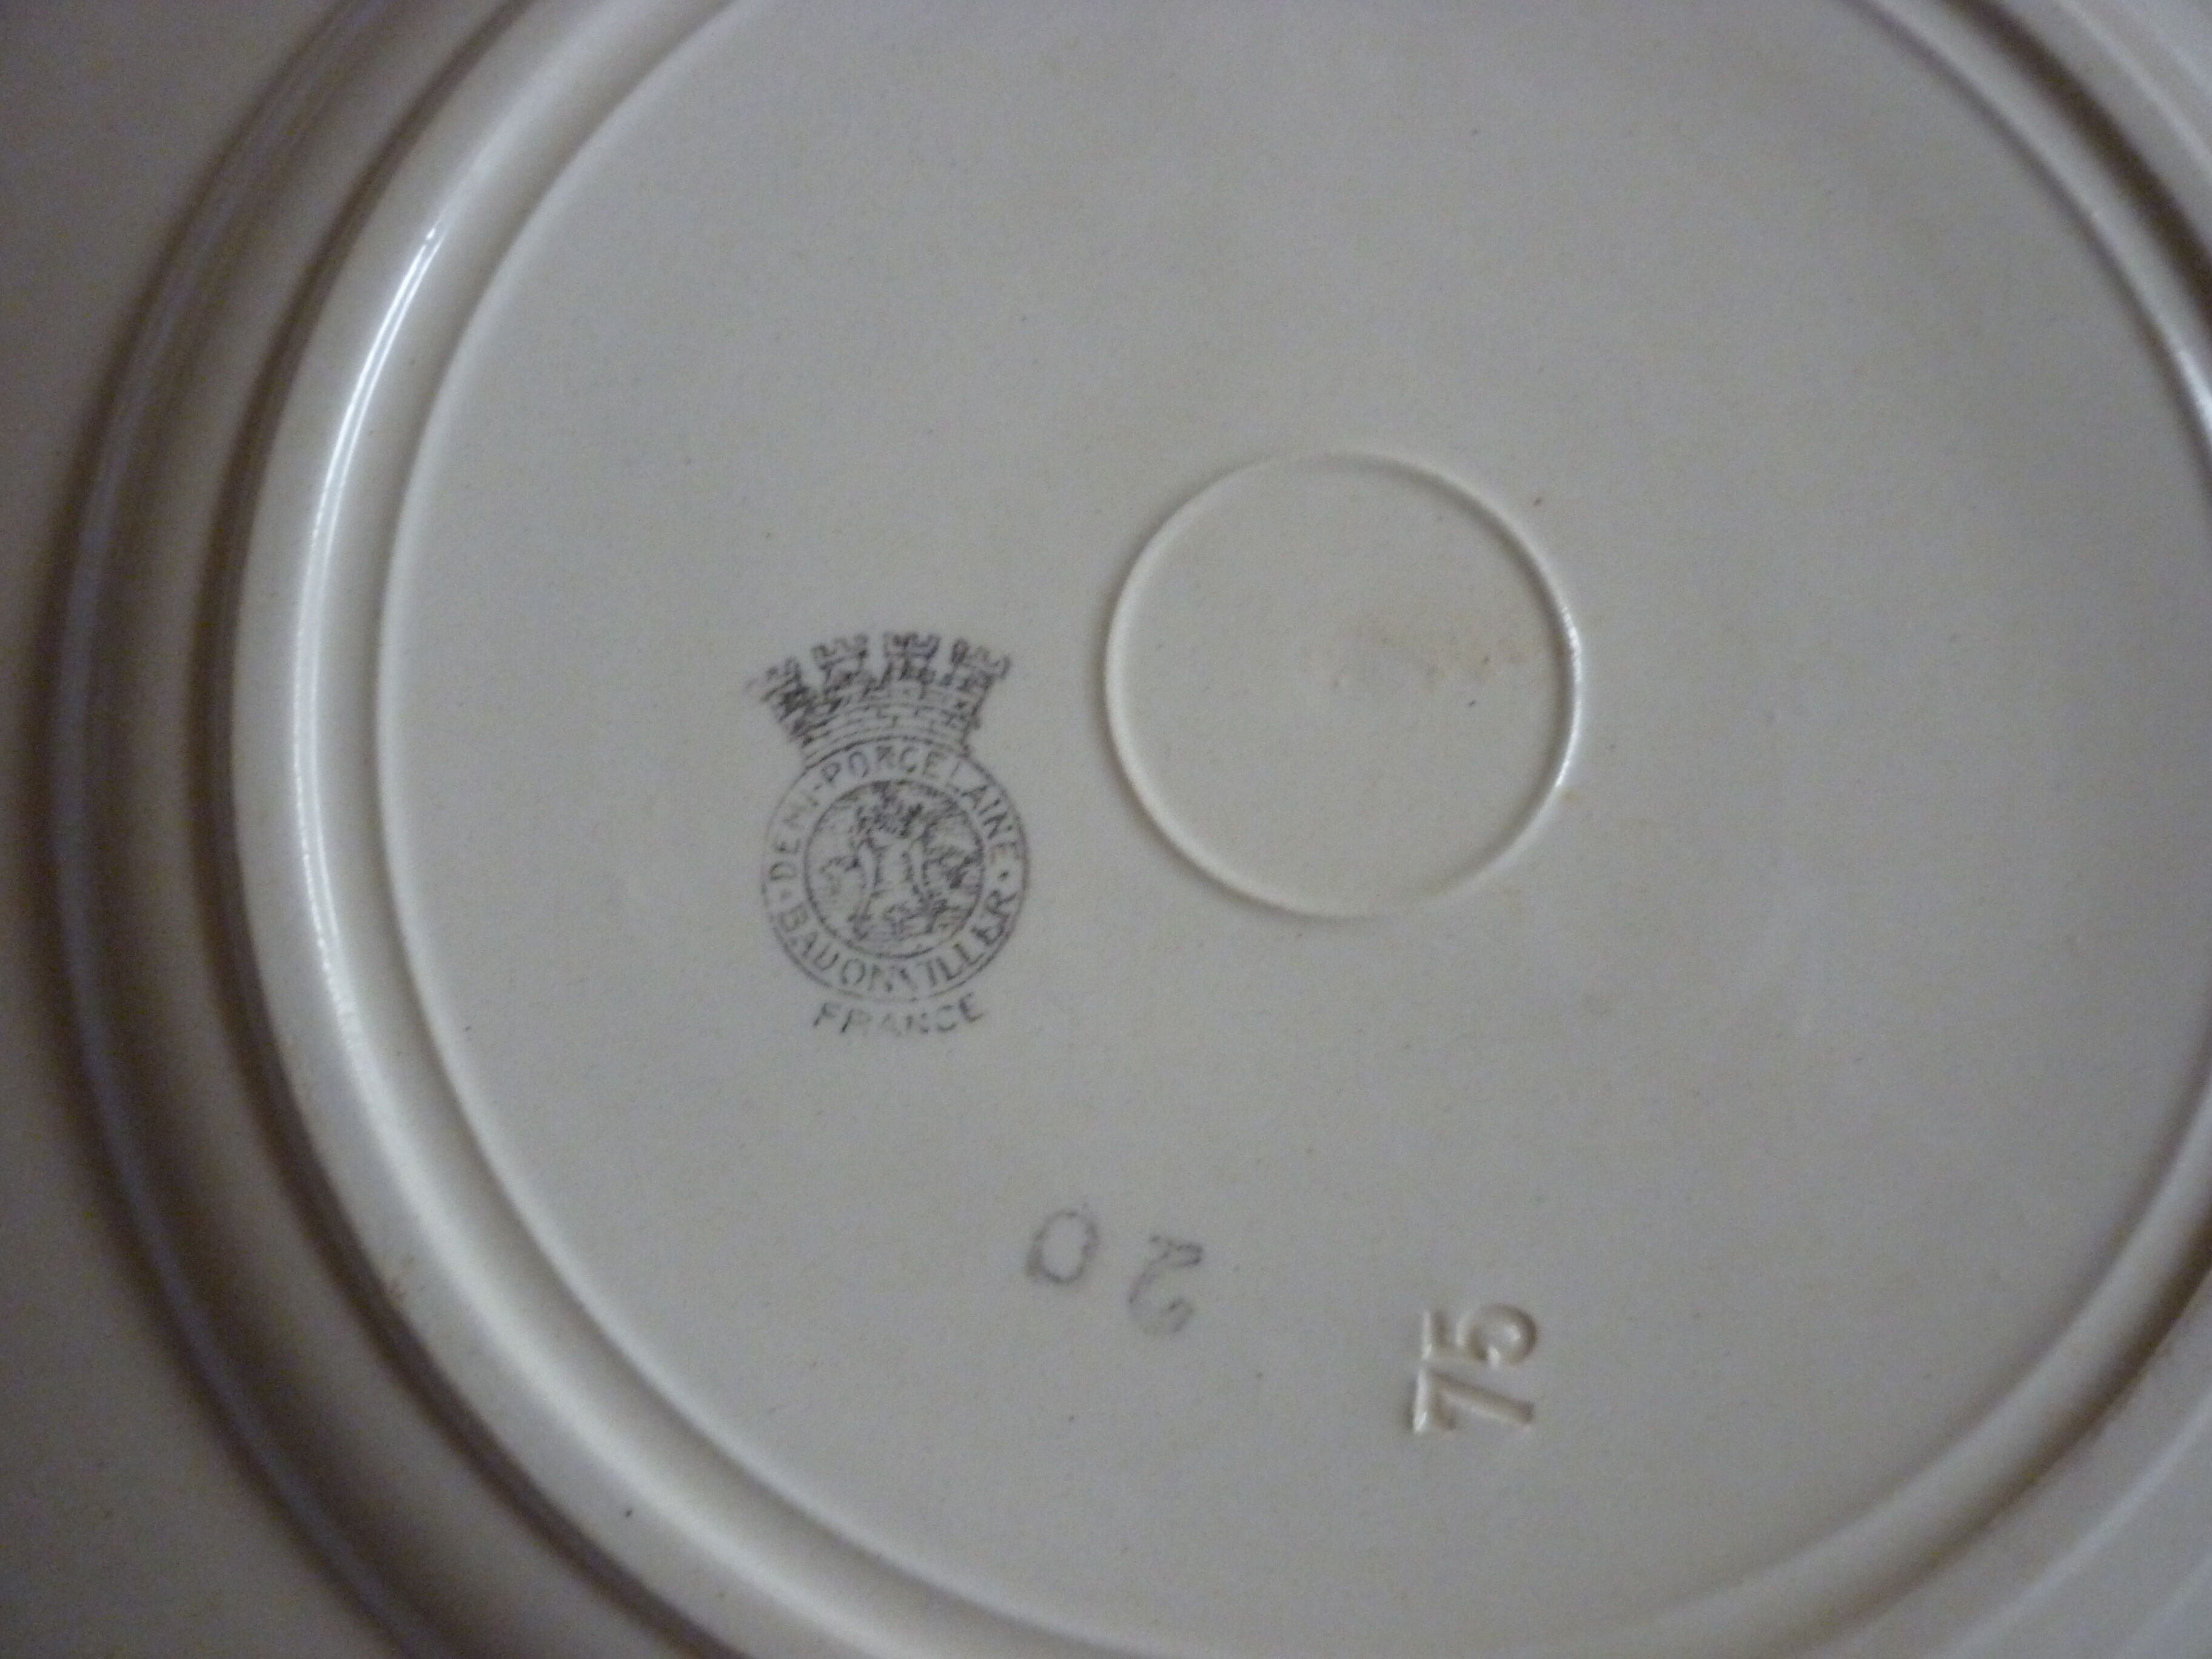 DEMI-PORCELAINE
BADONVILLER
FRANCE
20
75